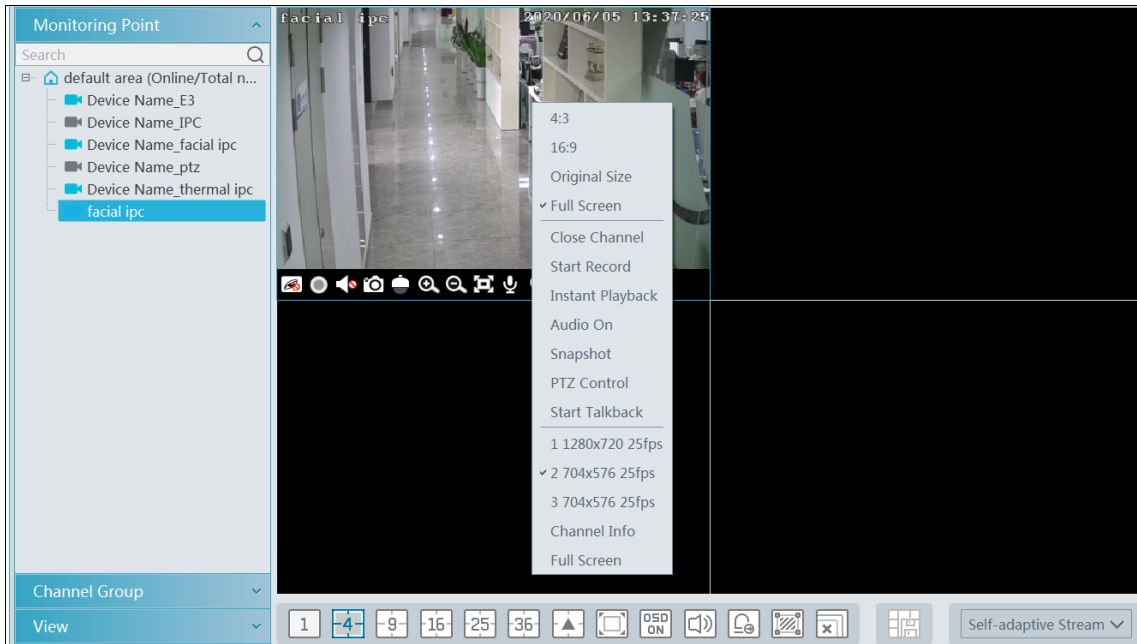 Monitoring Point
Search
default area (Online/Total n...
Device Name_E3
Device Name_IPC
Device Name_facial ipc
Device Name_ptz
Device Name_thermal ipc
facial ipc
Channel Group
View
facial ipc
2020/06/05 13:37:25
4:3
16:9
Original Size
Full Screen
Close Channel
Start Record
Instant Playback
Audio On
Snapshot
PTZ Control
Start Talkback
1 1280x720 25fps
2 704x576 25fps
3 704x576 25fps
Channel Info
Full Screen
1
4
9
16
25
36
OSD
ON
Self-adaptive Stream